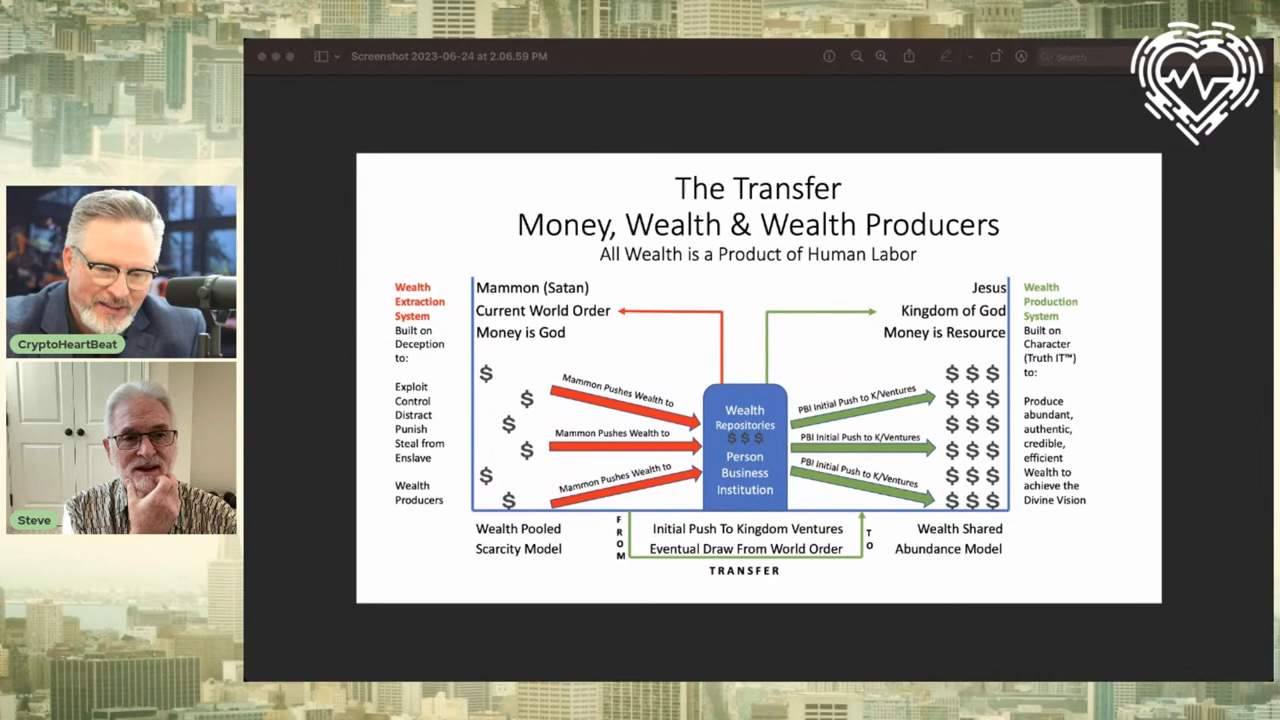 Screenshot 2023-06-24 at 2.06.59 PM
Search
The Transfer
Money, Wealth & Wealth Producers
All Wealth is a Product of Human Labor
Wealth
Extraction
System
Built on
Deception
to:
Exploit
Control
Distract
Punish
Steal from
Enslave
Wealth
Producers
Mammon (Satan)
Current World Order
Money is God
$
$
$
$
$
$
Mammon Pushes Wealth to
Mammon Pushes Wealth to
Mammon Pushes Wealth to
Wealth
Repositories
$ $ $
Person
Business
Institution
PBI Initial Push to K/Ventures
PBI Initial Push to K/Ventures
PBI Initial Push to K/Ventures
Jesus
Kingdom of God
Money is Resource
$ $ $
$ $ $
$ $ $
$ $ $
$ $ $
$ $ $
Wealth
Production
System
Built on
Character
(Truth IT™)
to:
Produce
abundant,
authentic,
credible,
efficient
Wealth to
achieve the
Divine Vision
Wealth Pooled
Scarcity Model
FROM
Initial Push To Kingdom Ventures
Eventual Draw From World Order
TO
Wealth Shared
Abundance Model
TRANSFER
CryptoHeartBeat
Steve